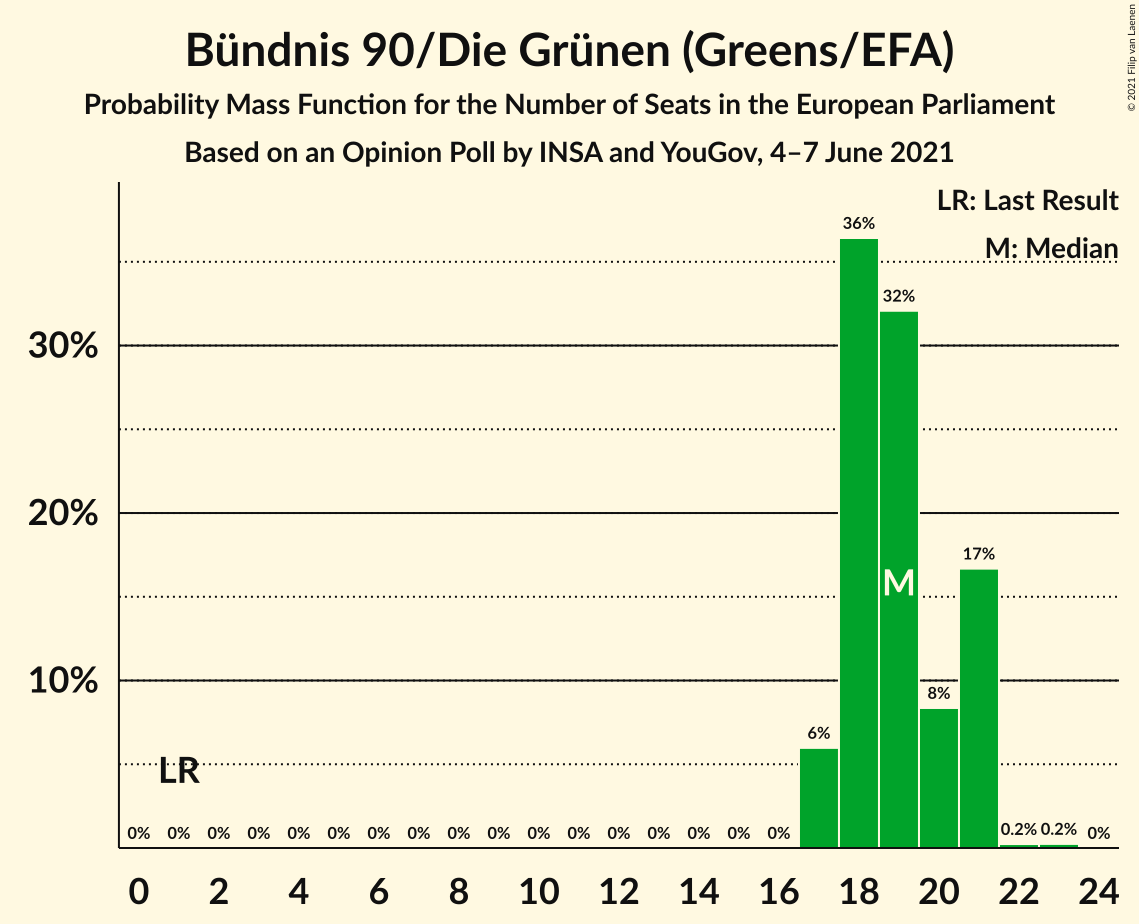 Bündnis 90/Die Grünen (Greens/EFA)
Probability Mass Function for the Number of Seats in the European Parliament
Based on an Opinion Poll by INSA and YouGov, 4–7 June 2021
© 2021 Filip van Laenen
LR: Last Result
M: Median
36%
32%
30%
20%
17%
M
10%
8%
6%
LR
0% 0% 0% 0% 0% 0% 0% 0% 0% 0% 0% 0% 0% 0% 0% 0% 0% 0.2% 0.2% 0%
0 2 4 6 8 10 12 14 16 18 20 22 24